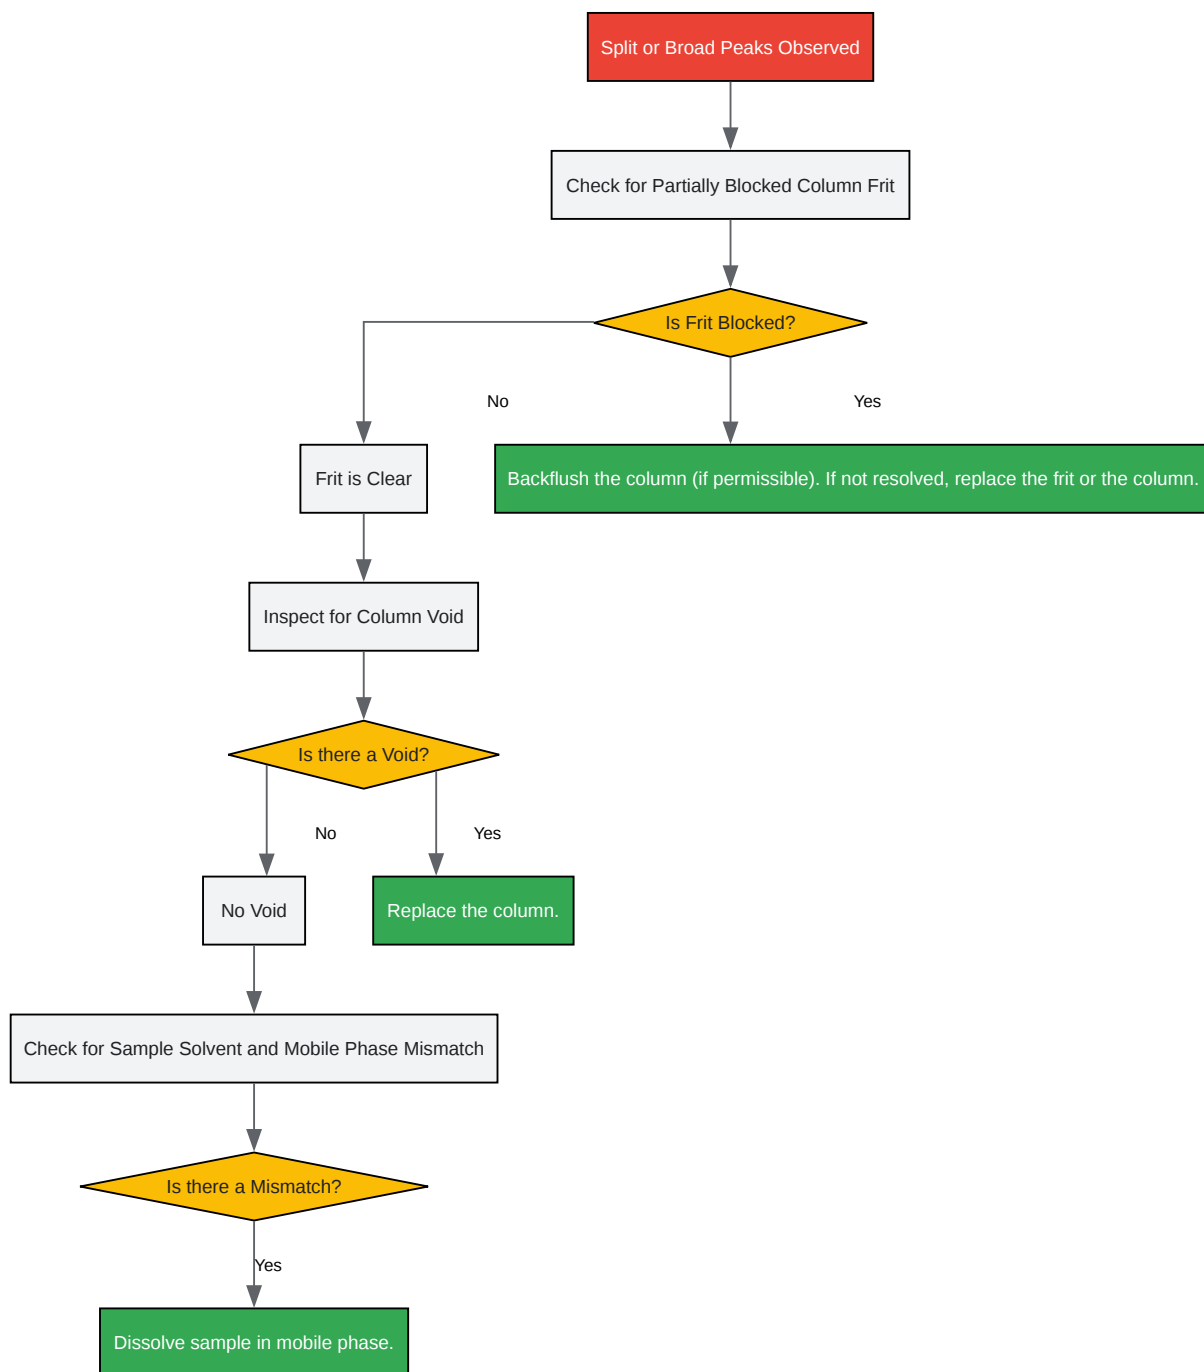 Split or Broad Peaks Observed
Check for Partially Blocked Column Frit
Is Frit Blocked?
No
Yes
Frit is Clear
Backflush the column (if permissible). If not resolved, replace the frit or the column.
Inspect for Column Void
Is there a Void?
No
Yes
No Void
Replace the column.
Check for Sample Solvent and Mobile Phase Mismatch
Is there a Mismatch?
Yes
Dissolve sample in mobile phase.